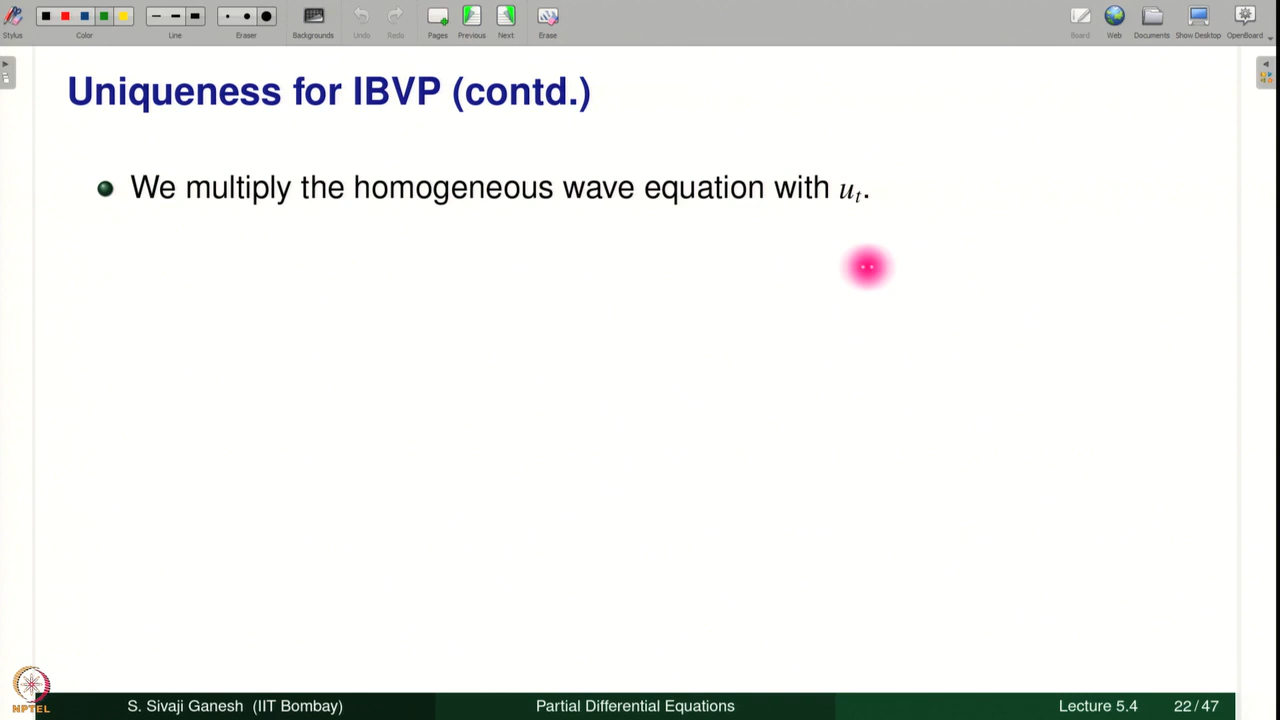 Stylus Color Line Eraser Backgrounds Undo Redo Pages Previous Next Erase Board Web Documents Show Desktop OpenBoard
Uniqueness for IBVP (contd.)
We multiply the homogeneous wave equation with uₜ.
NPTEL
S. Sivaji Ganesh (IIT Bombay) Partial Differential Equations Lecture 5.4 22/47